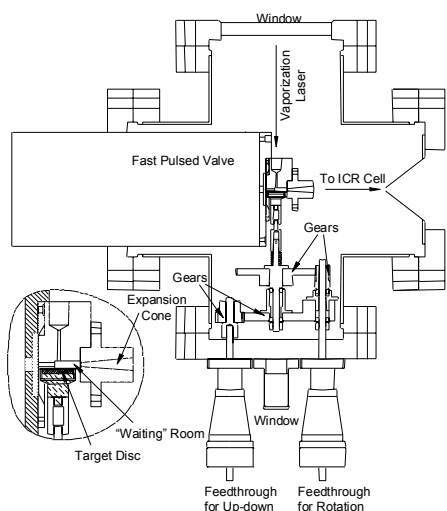 Window
Vaporization
Laser
Fast Pulsed Valve
To ICR Cell
Gears
Gears
Expansion
Cone
"Waiting" Room
Target Disc
Window
Feedthrough
for Up-down
Feedthrough
for Rotation